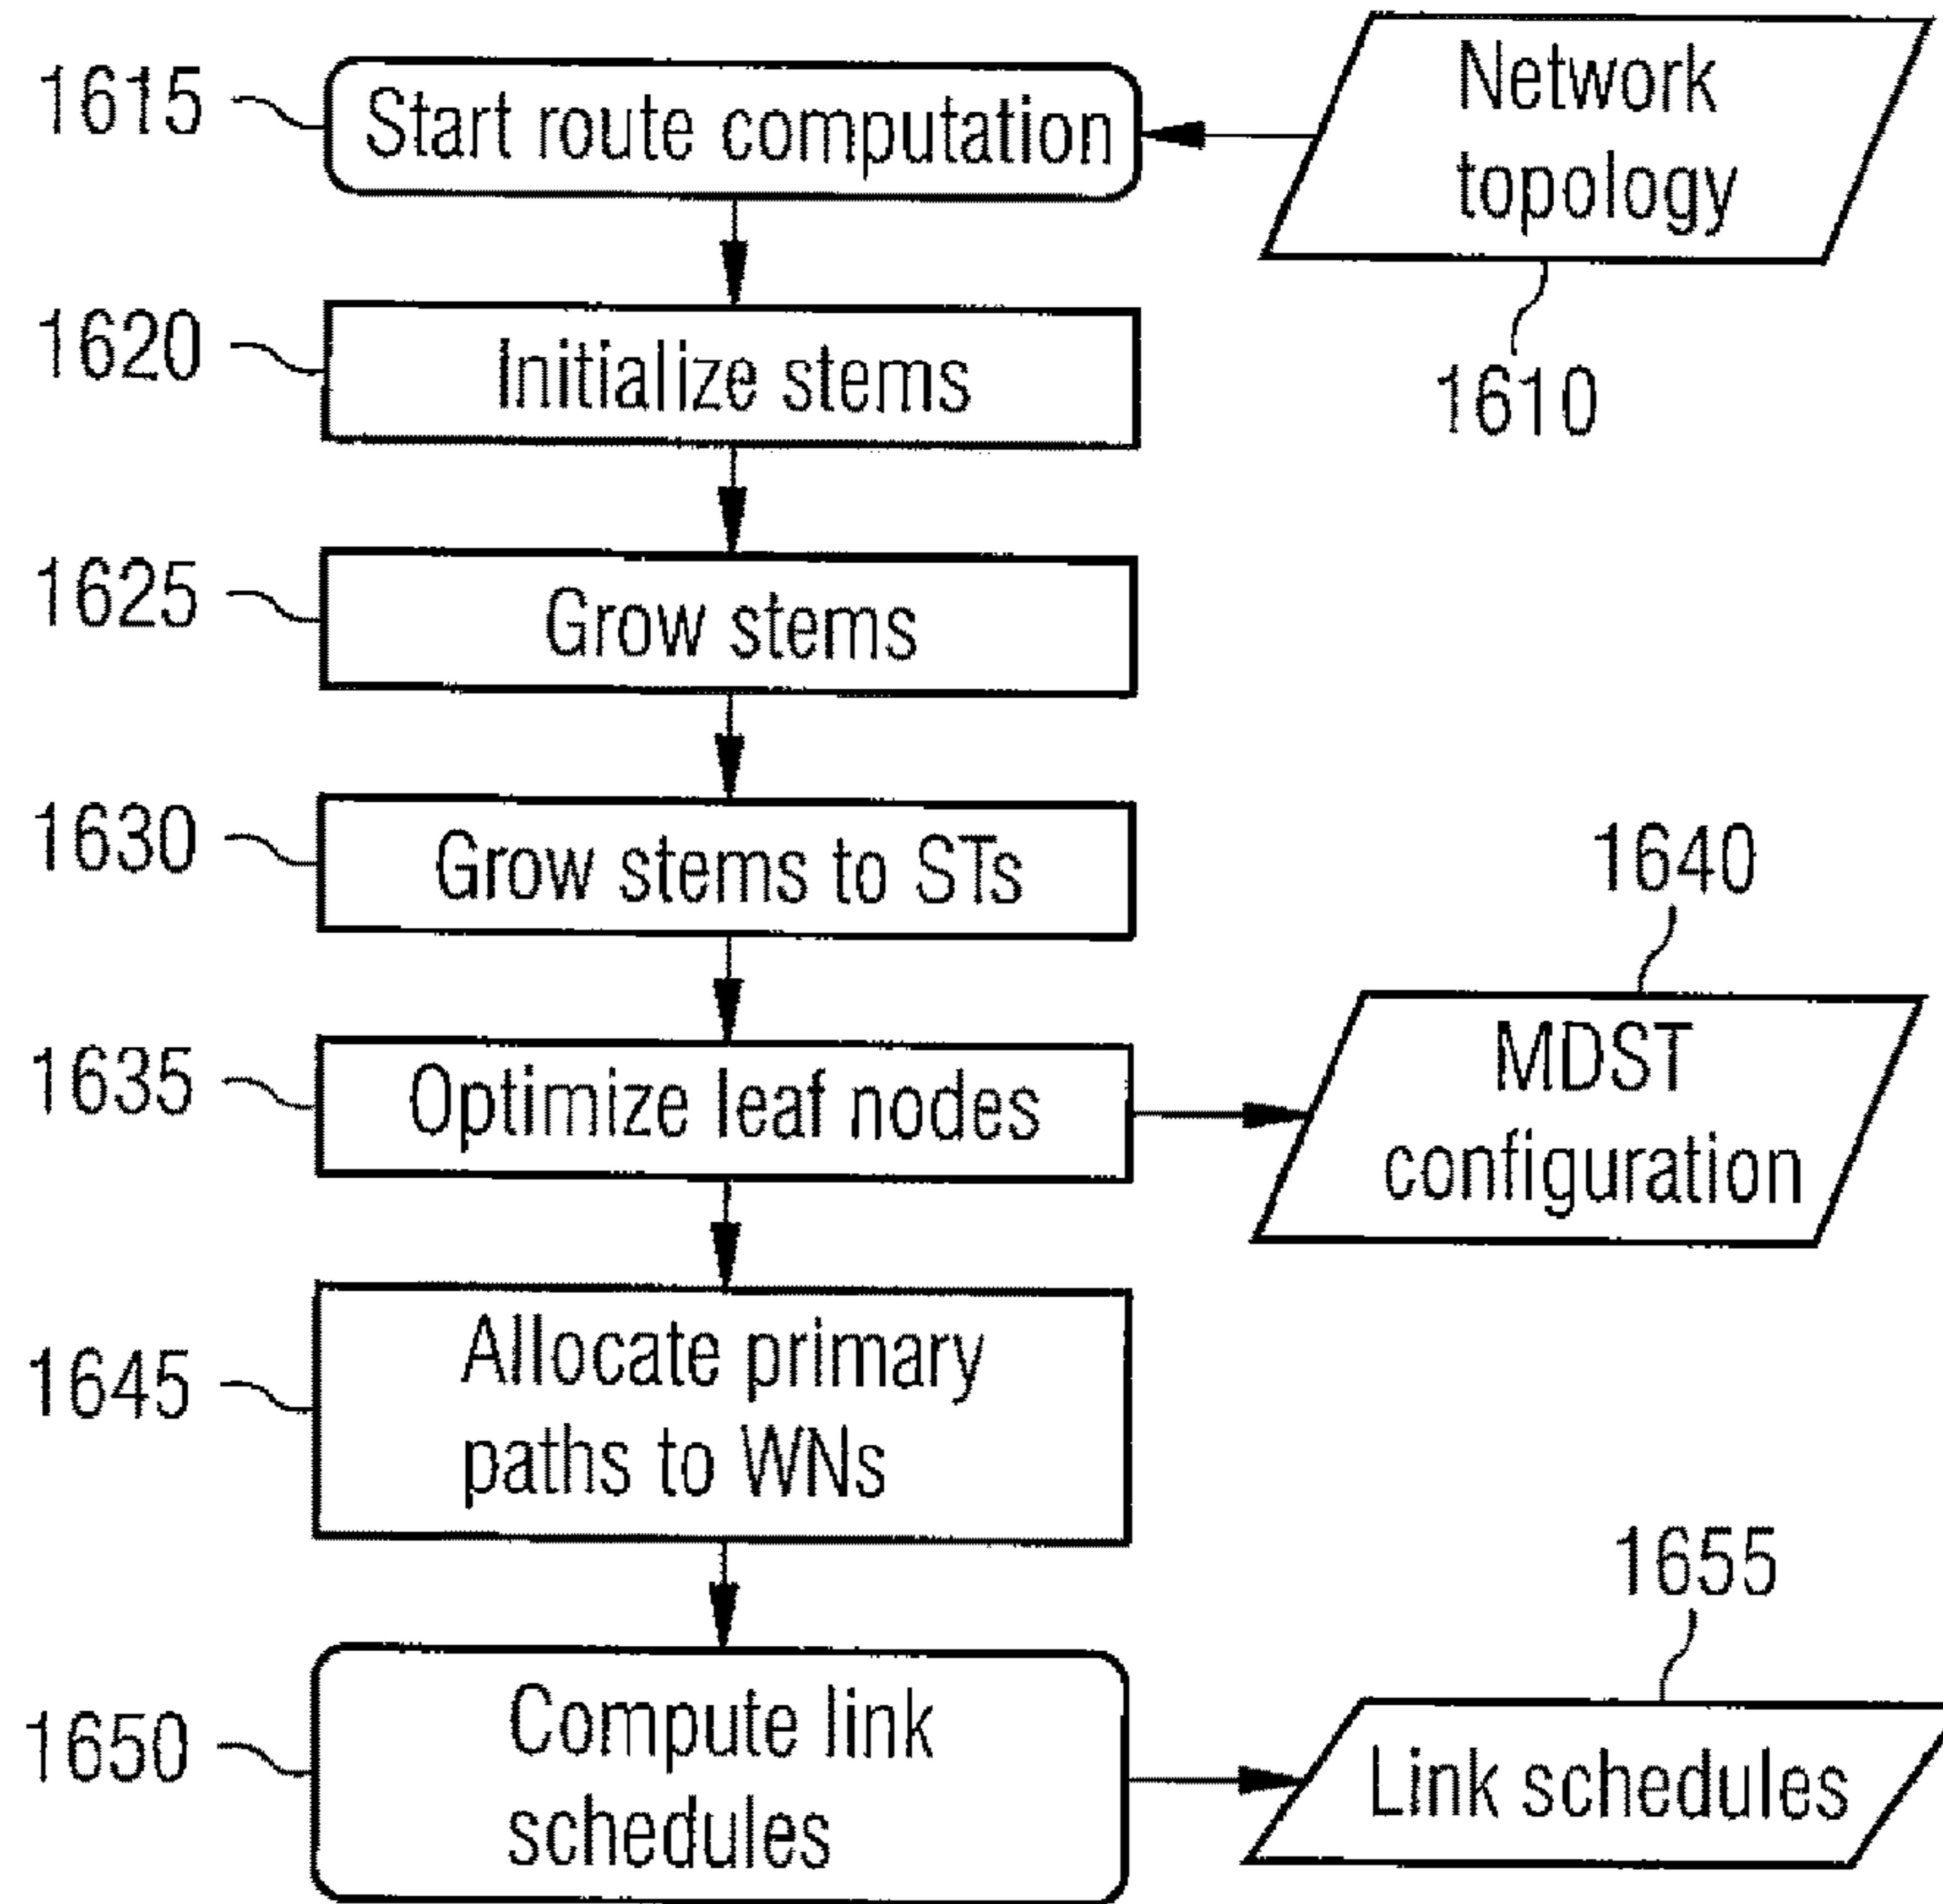 1615
Start route computation
Network
topology
1610
1620
Initialize stems
1625
Grow stems
1630
Grow stems to STs
1635
Optimize leaf nodes
1640
MDST
configuration
1645
Allocate primary
paths to WNs
1650
Compute link
schedules
1655
Link schedules